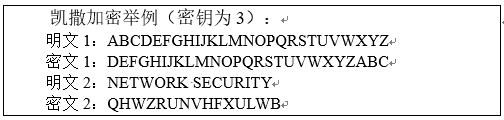 凯撒加密举例（密钥为3）：
明文1：ABCDEFGHIJKLMNOPQRSTUVWXYZ
密文1：DEFGHIJKLMNOPQRSTUVWXYZABC
明文2：NETWORK SECURITY
密文2：QHWZRUNVHFXULWB